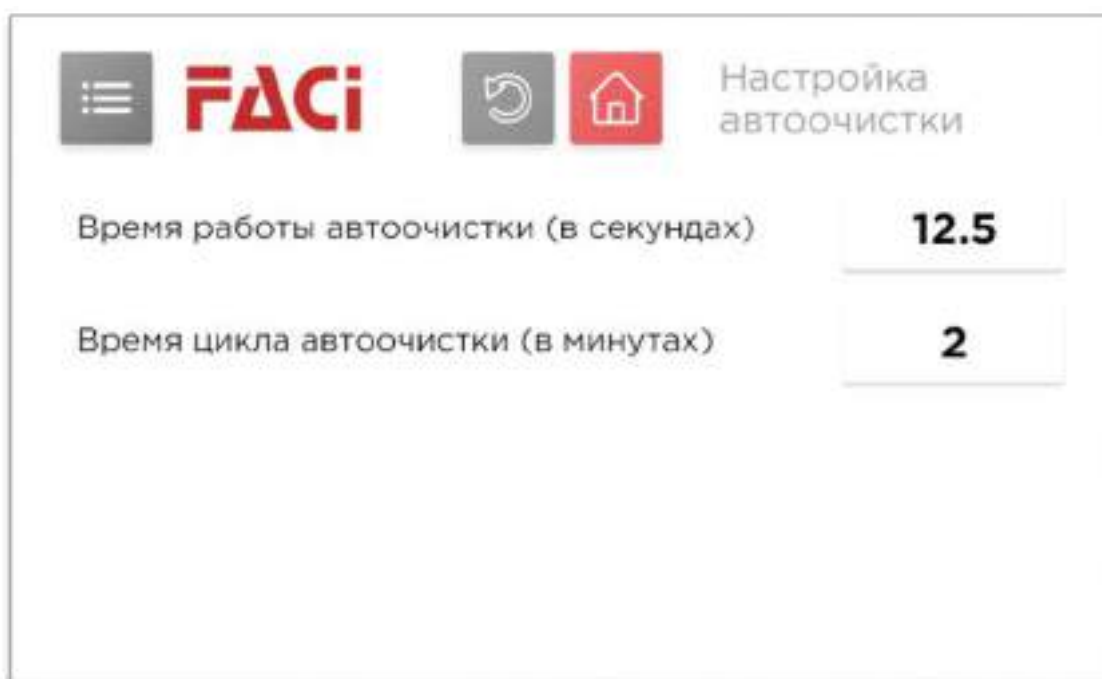 FACi
Настройка
автоочистки
Время работы автоочистки (в секундах)
12.5
Время цикла автоочистки (в минутах)
2